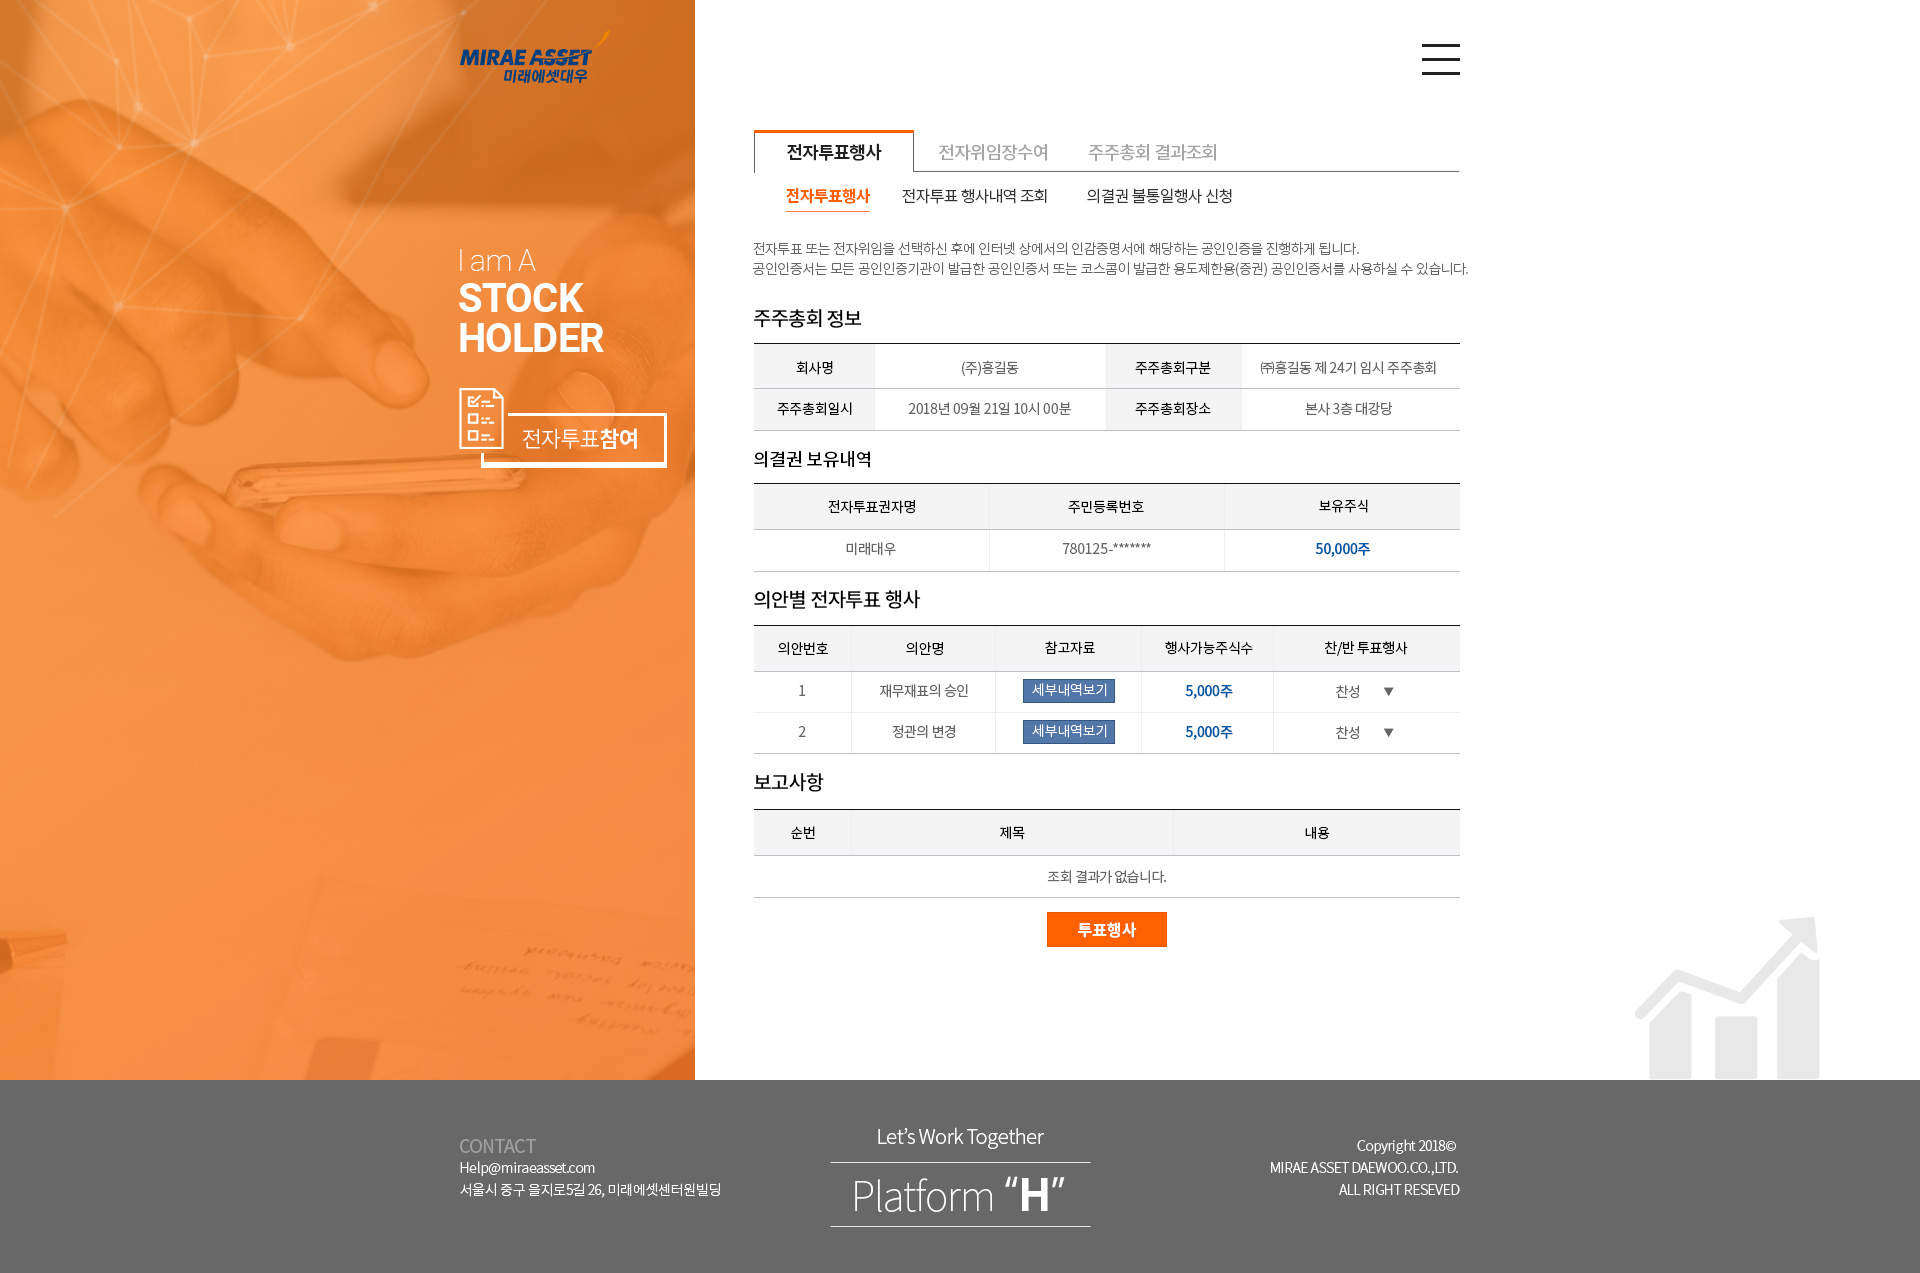 MIRAE ASSET
미래에셋대우
I am A
STOCK
HOLDER
전자투표참여
전자투표행사 전자위임장수여 주주총회 결과조회
전자투표행사 전자투표 행사내역 조회 의결권 불통일행사 신청
전자투표 또는 전자위임을 선택하신 후에 인터넷 상에서의 인감증명서에 해당하는 공인인증을 진행하게 됩니다.
공인인증서는 모든 공인인증기관이 발급한 공인인증서 또는 코스콤이 발급한 용도제한용(증권) 공인인증서를 사용하실 수 있습니다.
주주총회 정보
회사명 (주)홍길동 주주총회구분 ㈜홍길동 제 24기 임시 주주총회
주주총회일시 2018년 09월 21일 10시 00분 주주총회장소 본사 3층 대강당
의결권 보유내역
전자투표권자명 주민등록번호 보유주식
미래대우 780125-******* 50,000주
의안별 전자투표 행사
의안번호 의안명 참고자료 행사가능주식수 찬/반 투표행사
1 재무재표의 승인 세부내역보기 5,000주 찬성 ▼
2 정관의 변경 세부내역보기 5,000주 찬성 ▼
보고사항
순번 제목 내용
조회 결과가 없습니다.
투표행사
CONTACT
Help@miraeasset.com
서울시 중구 을지로5길 26, 미래에셋센터원빌딩
Let’s Work Together
Platform “H”
Copyright 2018©
MIRAE ASSET DAEWOO.CO.,LTD.
ALL RIGHT RESEVED